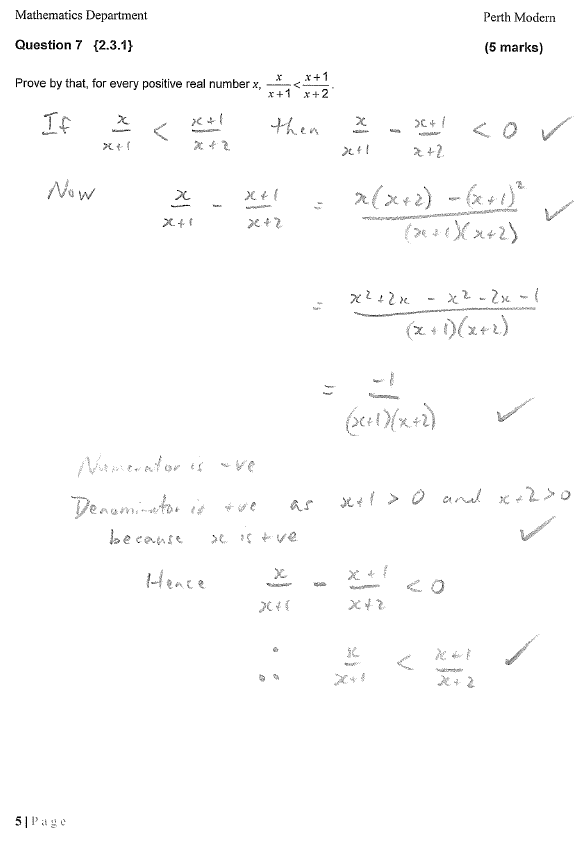 Mathematics Department Perth Modern
Question 7 {2.3.1} (5 marks)
Prove by that, for every positive real number x, x/(x+1) < (x+1)/(x+2).
If x/(x+1) < (x+1)/(x+2) then x/(x+1) - (x+1)/(x+2) < 0 ✓
Now x/(x+1) - (x+1)/(x+2) = (x(x+2) - (x+1)²)/((x+1)(x+2)) ✓
= (x² + 2x - x² - 2x - 1)/((x+1)(x+2))
= -1/((x+1)(x+2)) ✓
Numerator is -ve
Denominator is +ve as x+1 > 0 and x+2 > 0
because x is +ve ✓
Hence x/(x+1) - (x+1)/(x+2) < 0
∴ x/(x+1) < (x+1)/(x+2) ✓
5 | Page